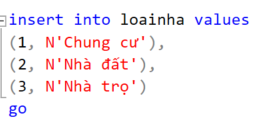 insert into loainha values
(1, N'Chung cư'),
(2, N'Nhà đất'),
(3, N'Nhà trọ')
go